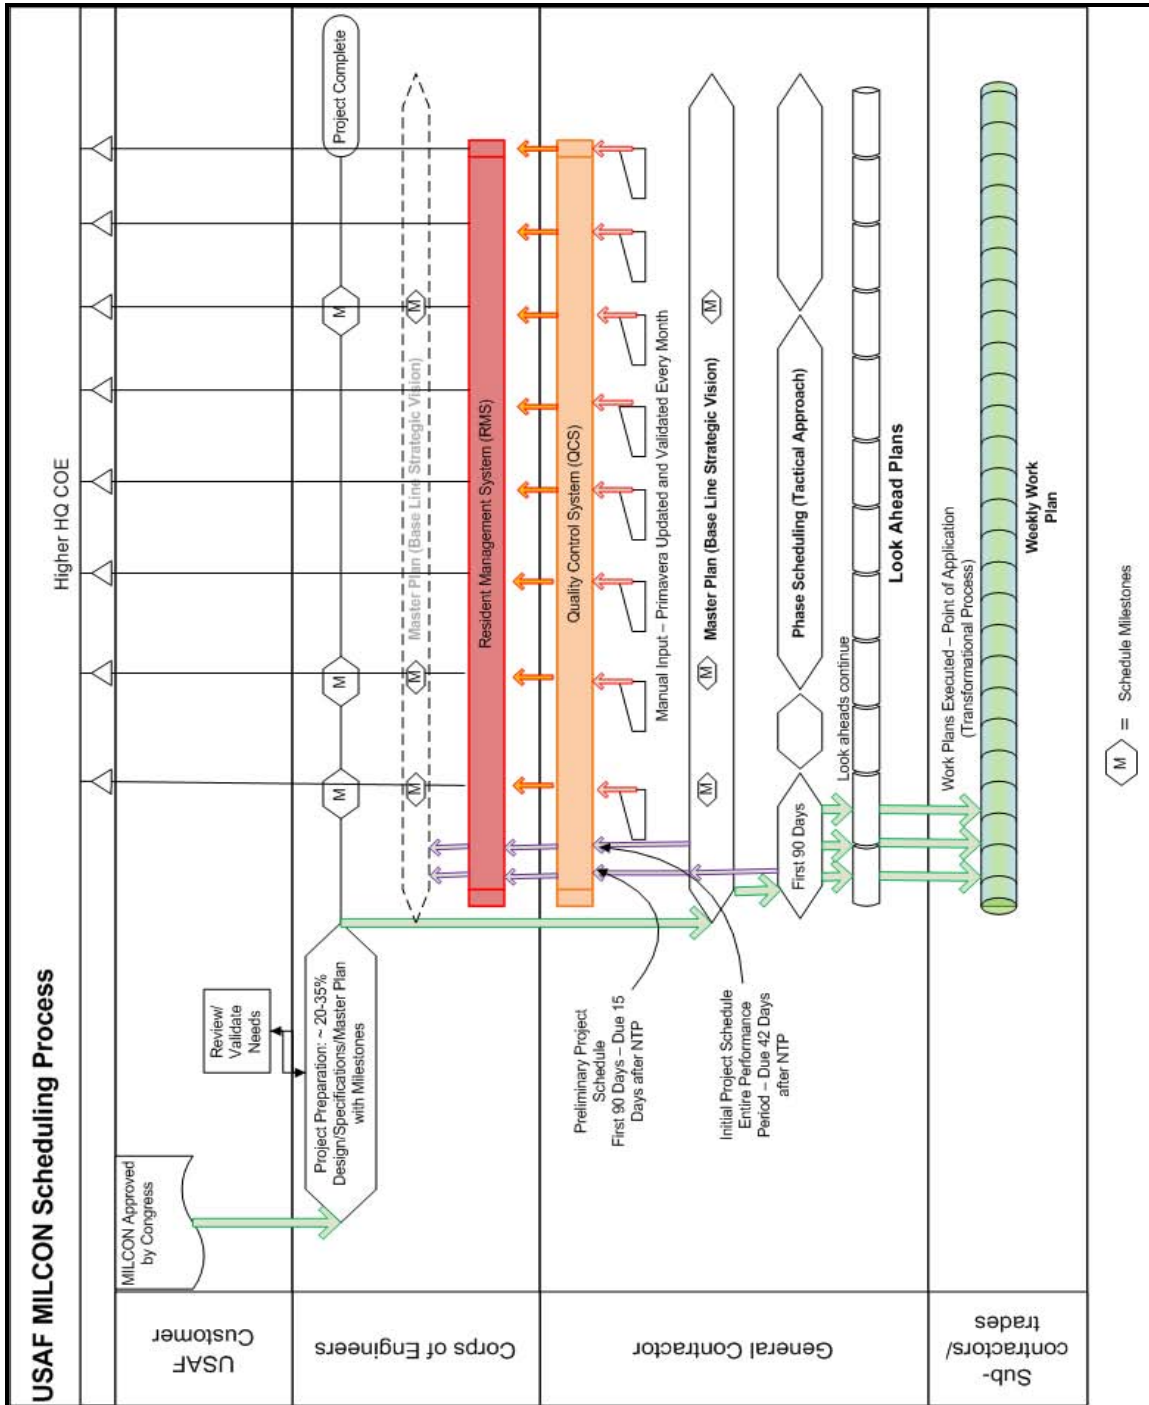 USAF MILCON Scheduling Process
Higher HQ COE
USAF
Customer
MILCON Approved
by Congress
Review/
Validate
Needs
Corps of Engineers
Project Preparation: ~ 20-35%
Design/Specifications/Master Plan
with Milestones
M
M
M
Project Complete
M
M
Master Plan (Base Line Strategic Vision)
M
Resident Management System (RMS)
General Contractor
Quality Control System (QCS)
Preliminary Project
Schedule
First 90 Days – Due 15
Days after NTP
Manual Input – Primavera Updated and Validated Every Month
Initial Project Schedule
Entire Performance
Period – Due 42 Days
after NTP
M
M
Master Plan (Base Line Strategic Vision)
M
First 90 Days
Phase Scheduling (Tactical Approach)
Look aheads continue
Look Ahead Plans
Sub-
contractors/
trades
Work Plans Executed – Point of Application
(Transformational Process)
Weekly Work
Plan
M = Schedule Milestones